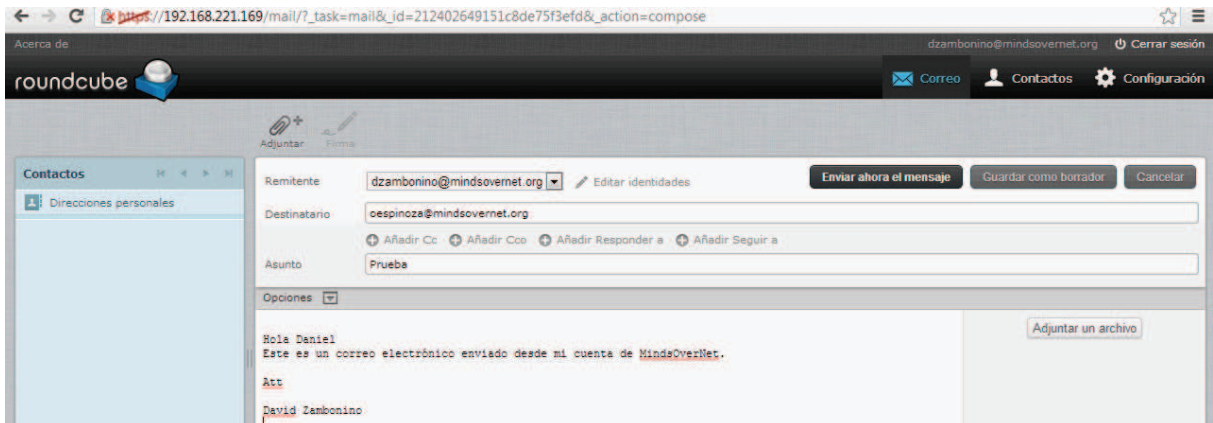 https://192.168.221.169/mail/?_task=mail&_id=212402649151c8de75f3efd&_action=compose
Acerca de
dzambonino@mindsovernet.org Cerrar sesión
roundcube
Correo Contactos Configuración
Adjuntar Firma
Contactos
Direcciones personales
Remitente dzambonino@mindsovernet.org Editar identidades Enviar ahora el mensaje Guardar como borrador Cancelar
Destinatario oespinoza@mindsovernet.org
Añadir Cc Añadir Cco Añadir Responder a Añadir Seguir a
Asunto Prueba
Opciones
Adjuntar un archivo
Hola Daniel
Este es un correo electrónico enviado desde mi cuenta de MindsOverNet.
Att
David Zambonino